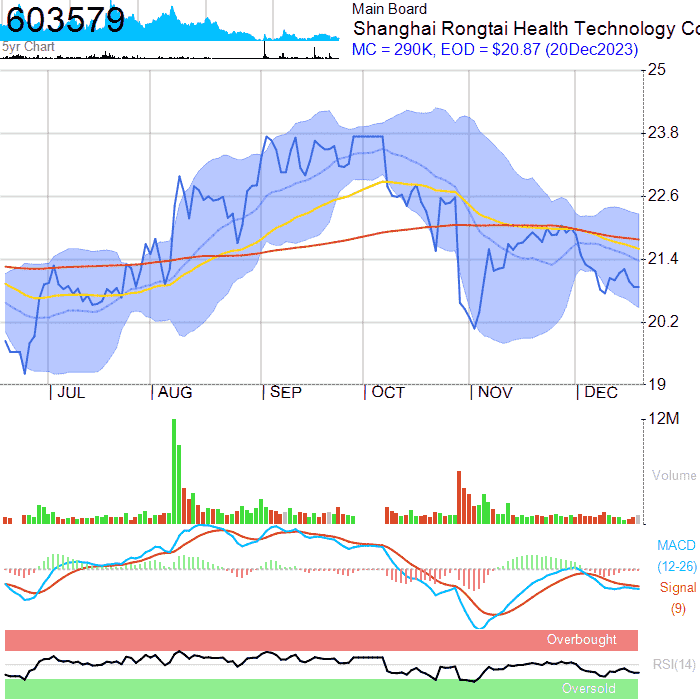 603579
5yr Chart
Main Board
Shanghai Rongtai Health Technology Co
MC = 290K, EOD = $20.87 (20Dec2023)
25
23.8
22.6
21.4
20.2
19
JUL AUG SEP OCT NOV DEC
12M
Volume
MACD
(12-26)
Signal
(9)
Overbought
RSI(14)
Oversold